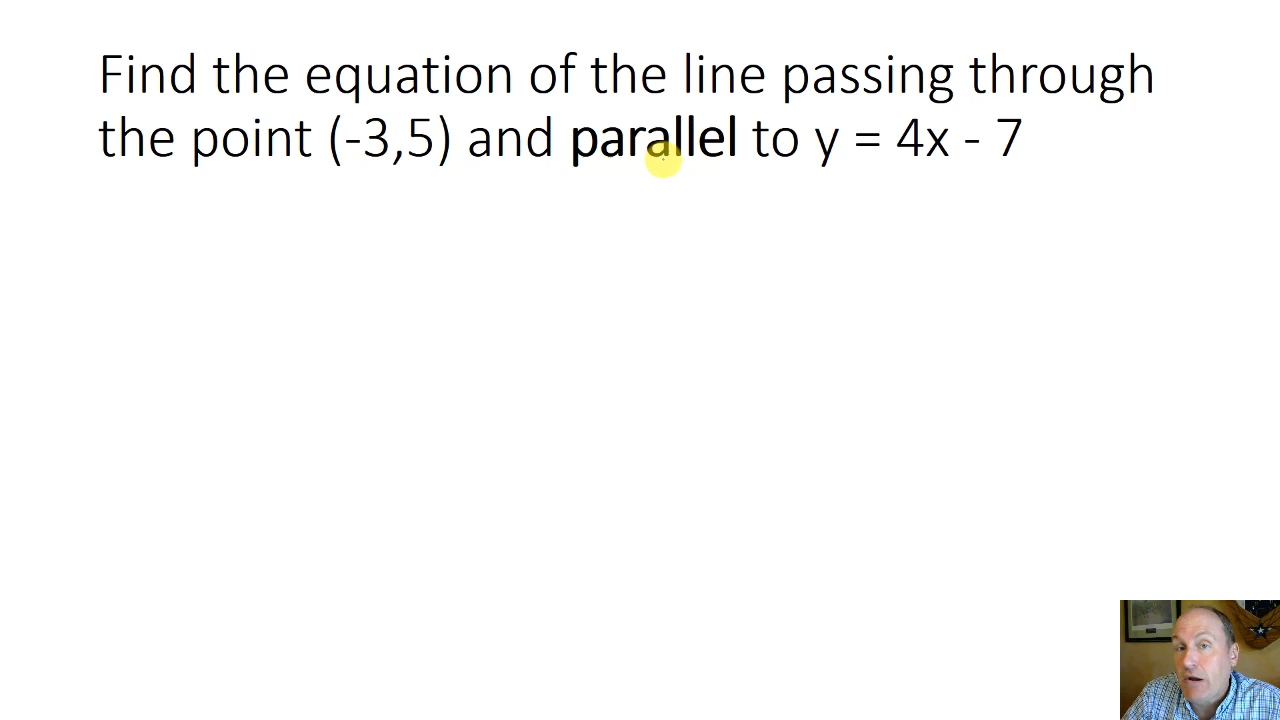 Find the equation of the line passing through
the point (-3,5) and parallel to y = 4x - 7